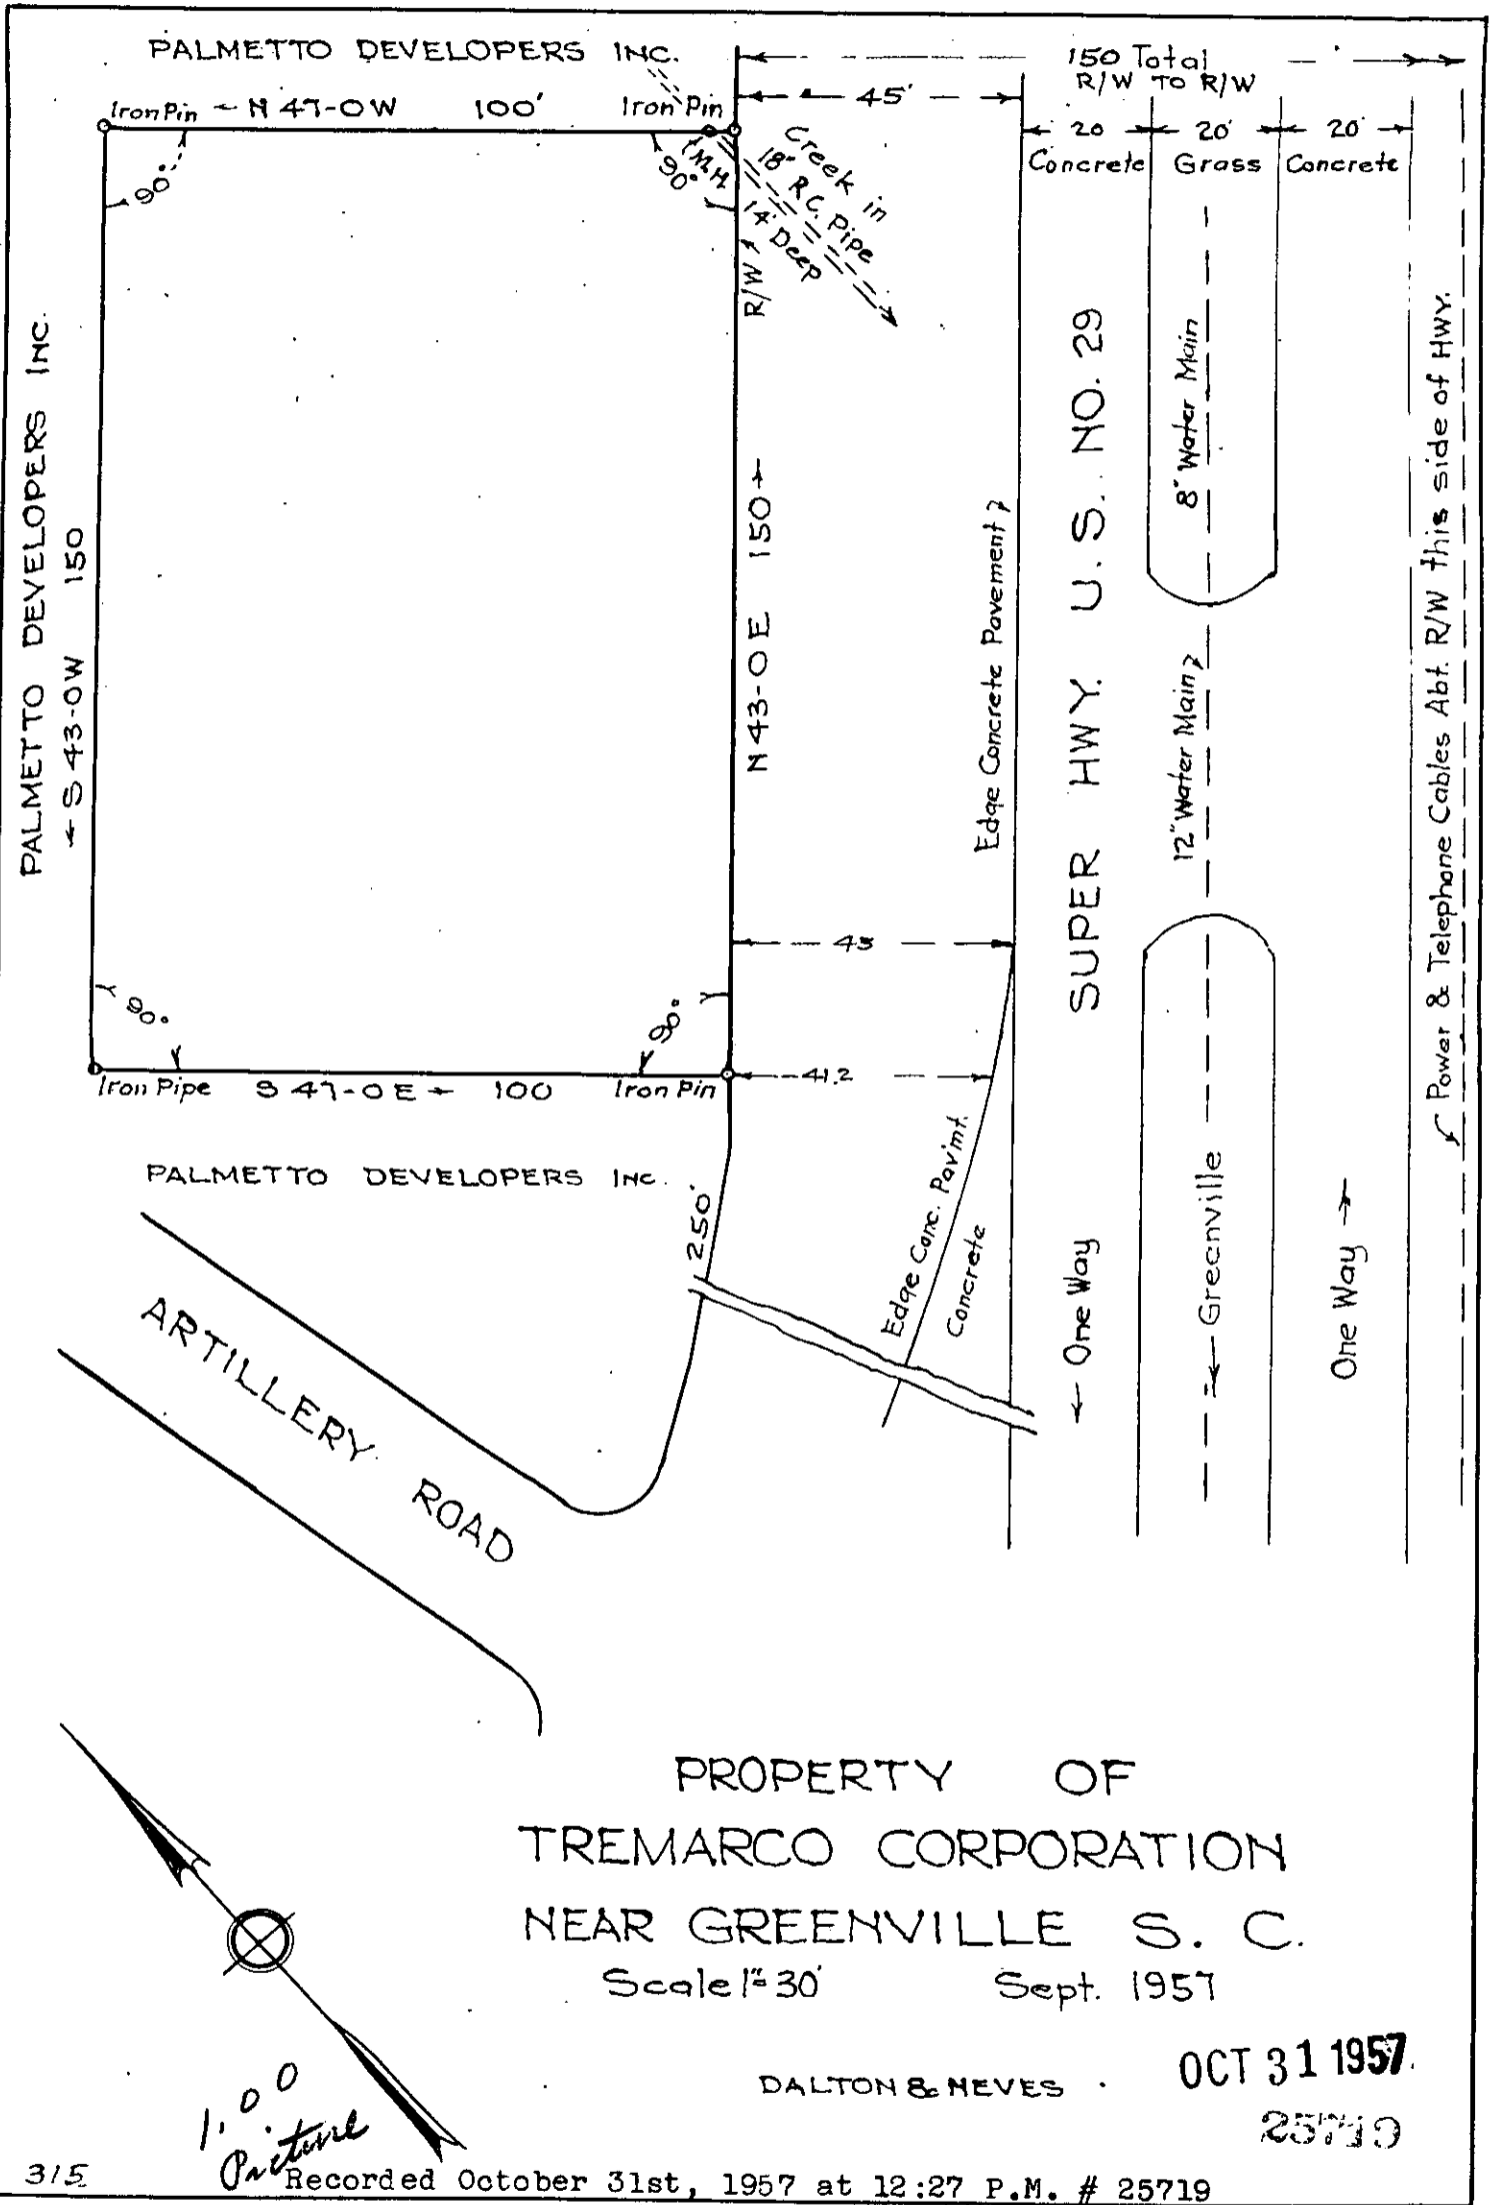 PALMETTO DEVELOPERS INC.
150 Total
R/W TO R/W
45'
Iron Pin
N 47-0 W 100'
Iron Pin
20
Concrete
20'
Grass
20'
Concrete
90°
90°
M.H.
14' Deep
Creek in
18" R.C. Pipe
R/W
PALMETTO DEVELOPERS INC.
S 43-0 W 150
N 43-0 E 150
Edge Concrete Pavement
SUPER HWY. U.S. NO. 29
8" Water Main
12" Water Main
Power & Telephone Cables Abt. R/W this side of HWY.
43
90°
90°
41.2
Iron Pipe
S 47-0 E 100
Iron Pin
PALMETTO DEVELOPERS INC.
250'
Edge Conc. Pav'mt.
Concrete
One Way
Greenville
One Way
ARTILLERY ROAD
PROPERTY OF
TREMARCO CORPORATION
NEAR GREENVILLE S. C.
Scale 1"=30' Sept. 1957
DALTON & NEVES
OCT 31 1957
25719
1.00
Picture
315
Recorded October 31st, 1957 at 12:27 P.M. # 25719